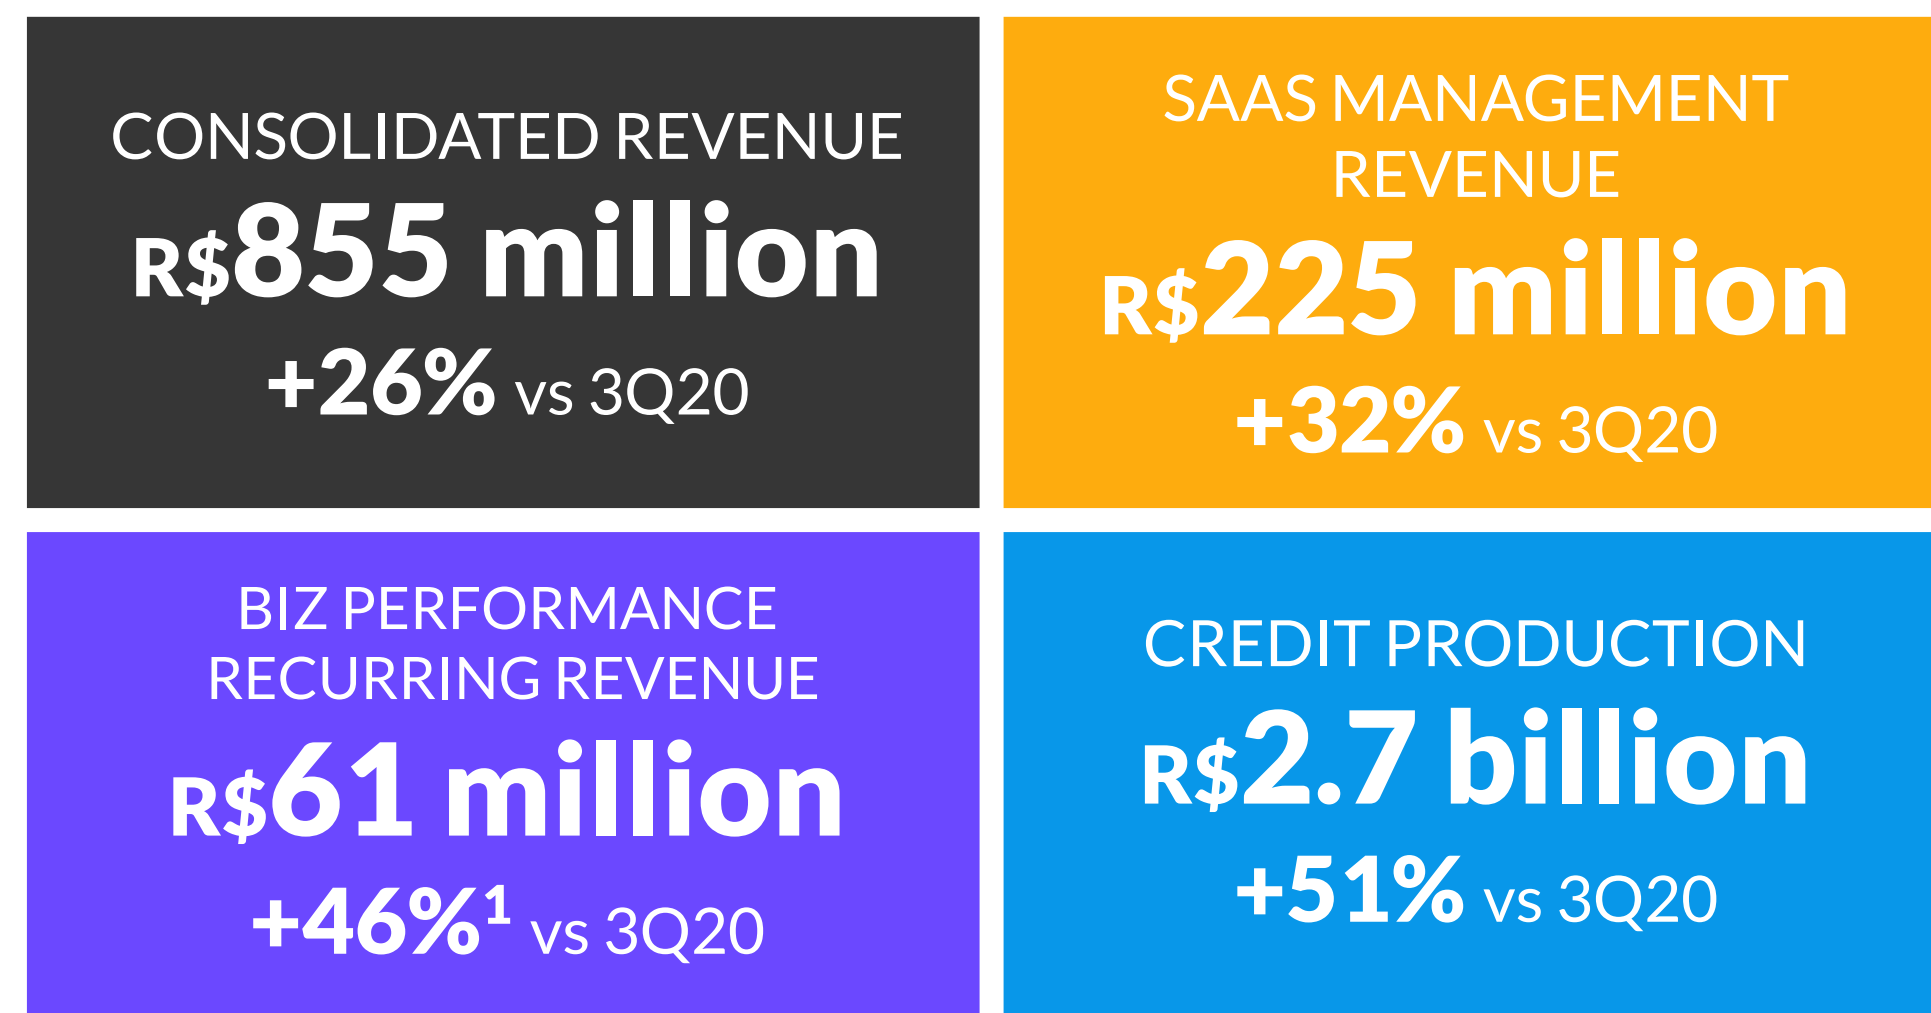 CONSOLIDATED REVENUE
R$855 million
+26% vs 3Q20
SAAS MANAGEMENT
REVENUE
R$225 million
+32% vs 3Q20
BIZ PERFORMANCE
RECURRING REVENUE
R$61 million
+46%¹ vs 3Q20
CREDIT PRODUCTION
R$2.7 billion
+51% vs 3Q20